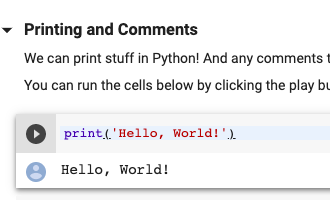 Printing and Comments
We can print stuff in Python! And any comments
You can run the cells below by clicking the play
print('Hello, World!')
Hello, World!